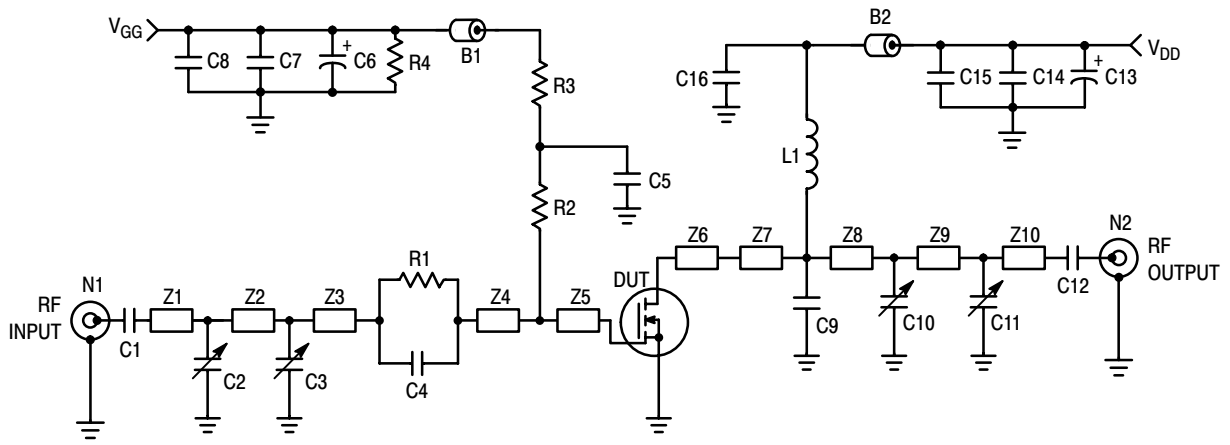 V_GG
C8
C7
+
C6
R4
B1
R3
C5
R2
B2
C16
C15
C14
+
C13
V_DD
L1
N1
RF
INPUT
C1
Z1
Z2
Z3
C2
C3
R1
C4
Z4
Z5
DUT
Z6
Z7
Z8
Z9
Z10
C9
C10
C11
C12
N2
RF
OUTPUT